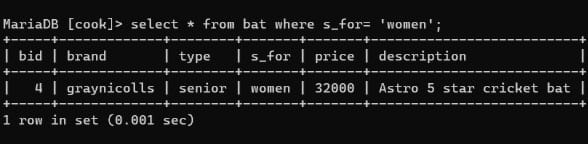 MariaDB [cook]> select * from bat where s_for= 'women';
+-----+-------------+--------+-------+-------+--------------------------+
| bid | brand       | type   | s_for | price | description              |
+-----+-------------+--------+-------+-------+--------------------------+
|   4 | graynicolls | senior | women | 32000 | Astro 5 star cricket bat |
+-----+-------------+--------+-------+-------+--------------------------+
1 row in set (0.001 sec)